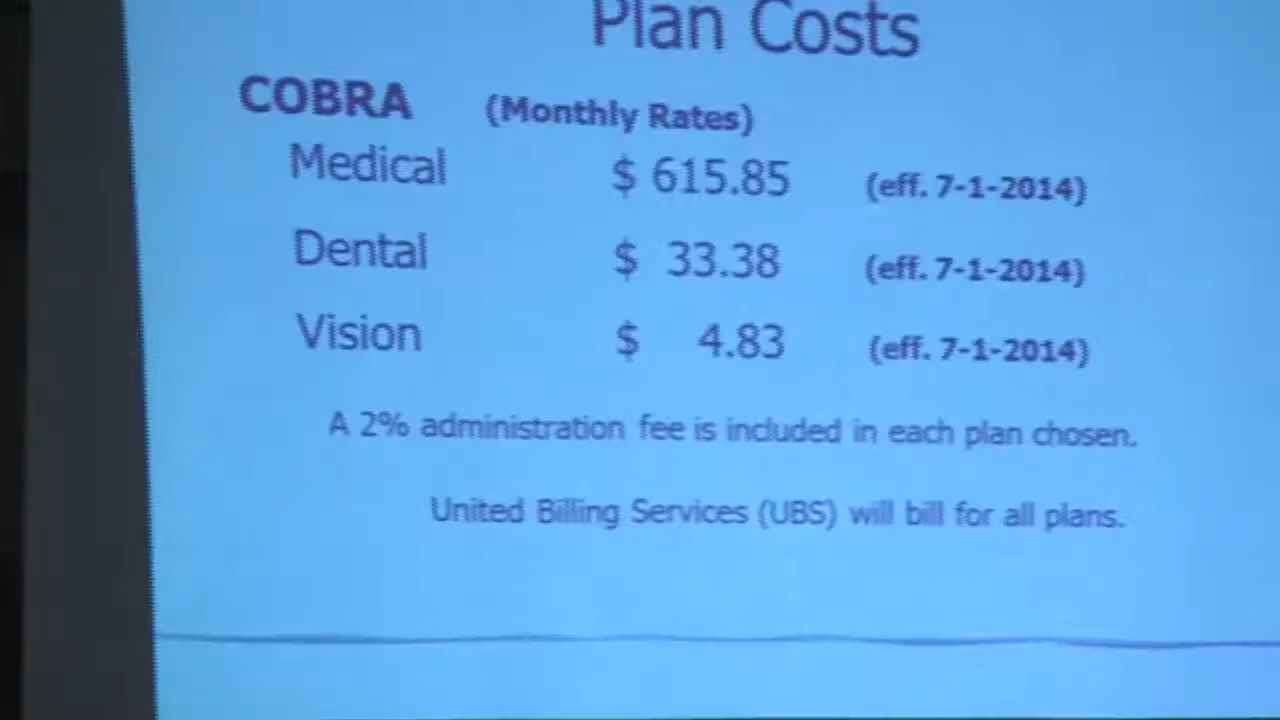 Plan Costs
COBRA (Monthly Rates)
Medical $ 615.85 (eff. 7-1-2014)
Dental $ 33.38 (eff. 7-1-2014)
Vision $ 4.83 (eff. 7-1-2014)
A 2% administration fee is included in each plan chosen.
United Billing Services (UBS) will bill for all plans.